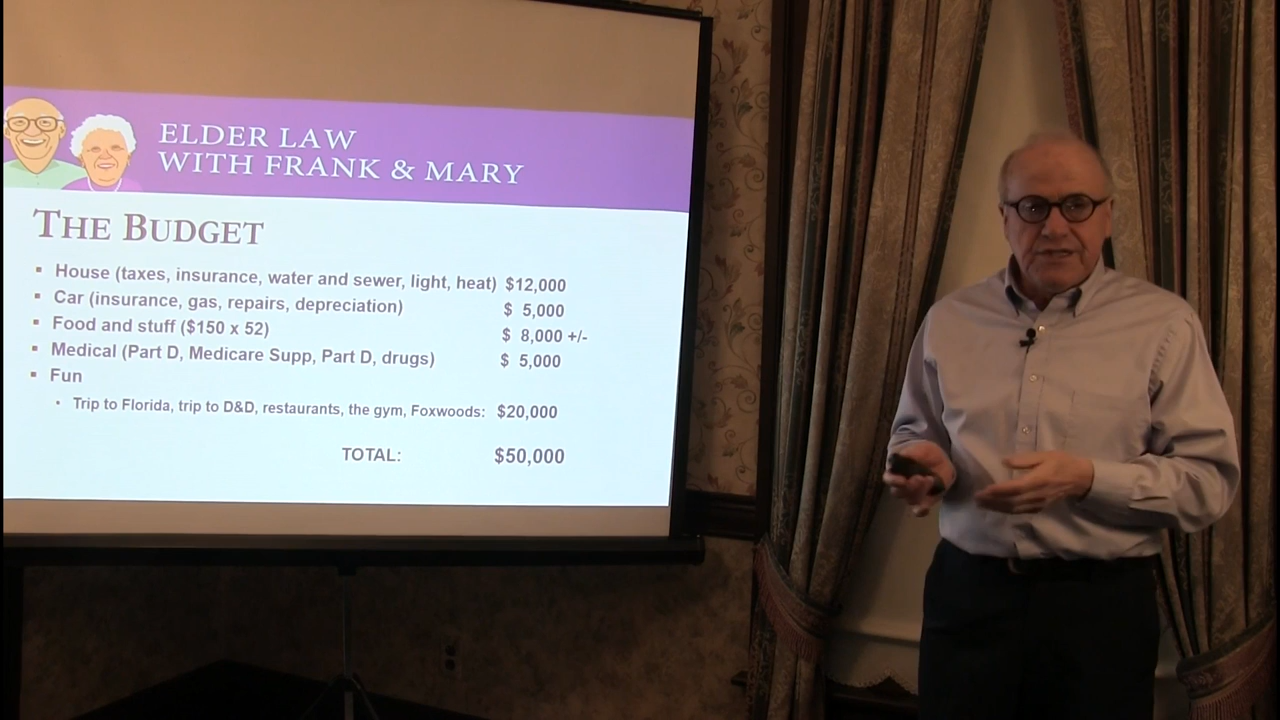 ELDER LAW
WITH FRANK & MARY
THE BUDGET
▪ House (taxes, insurance, water and sewer, light, heat) $12,000
▪ Car (insurance, gas, repairs, depreciation) $ 5,000
▪ Food and stuff ($150 x 52) $ 8,000 +/-
▪ Medical (Part D, Medicare Supp, Part D, drugs) $ 5,000
▪ Fun
▪ Trip to Florida, trip to D&D, restaurants, the gym, Foxwoods: $20,000
TOTAL: $50,000